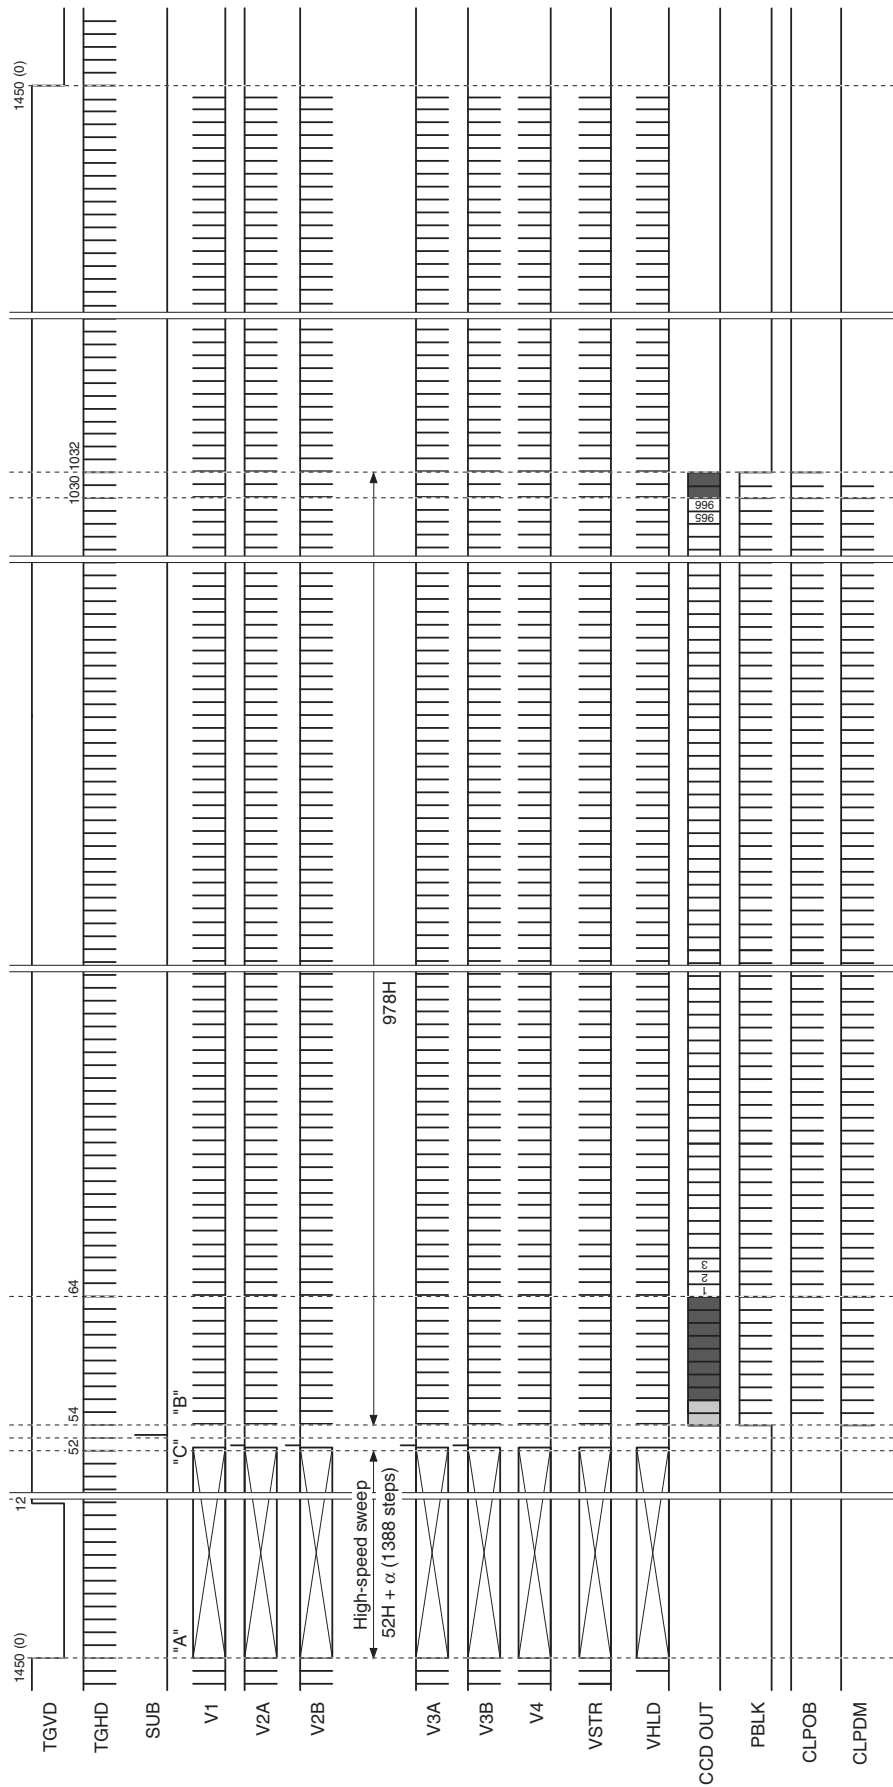 TGVD
TGHD
SUB
V1
V2A
V2B
V3A
V3B
V4
VSTR
VHLD
CCD OUT
PBLK
CLPOB
CLPDM
1450 (0)
12
52
54
64
1030
1032
1450 (0)
"A"
"C"
"B"
High-speed sweep
52H + α (1388 steps)
978H
1
2
3
965
966